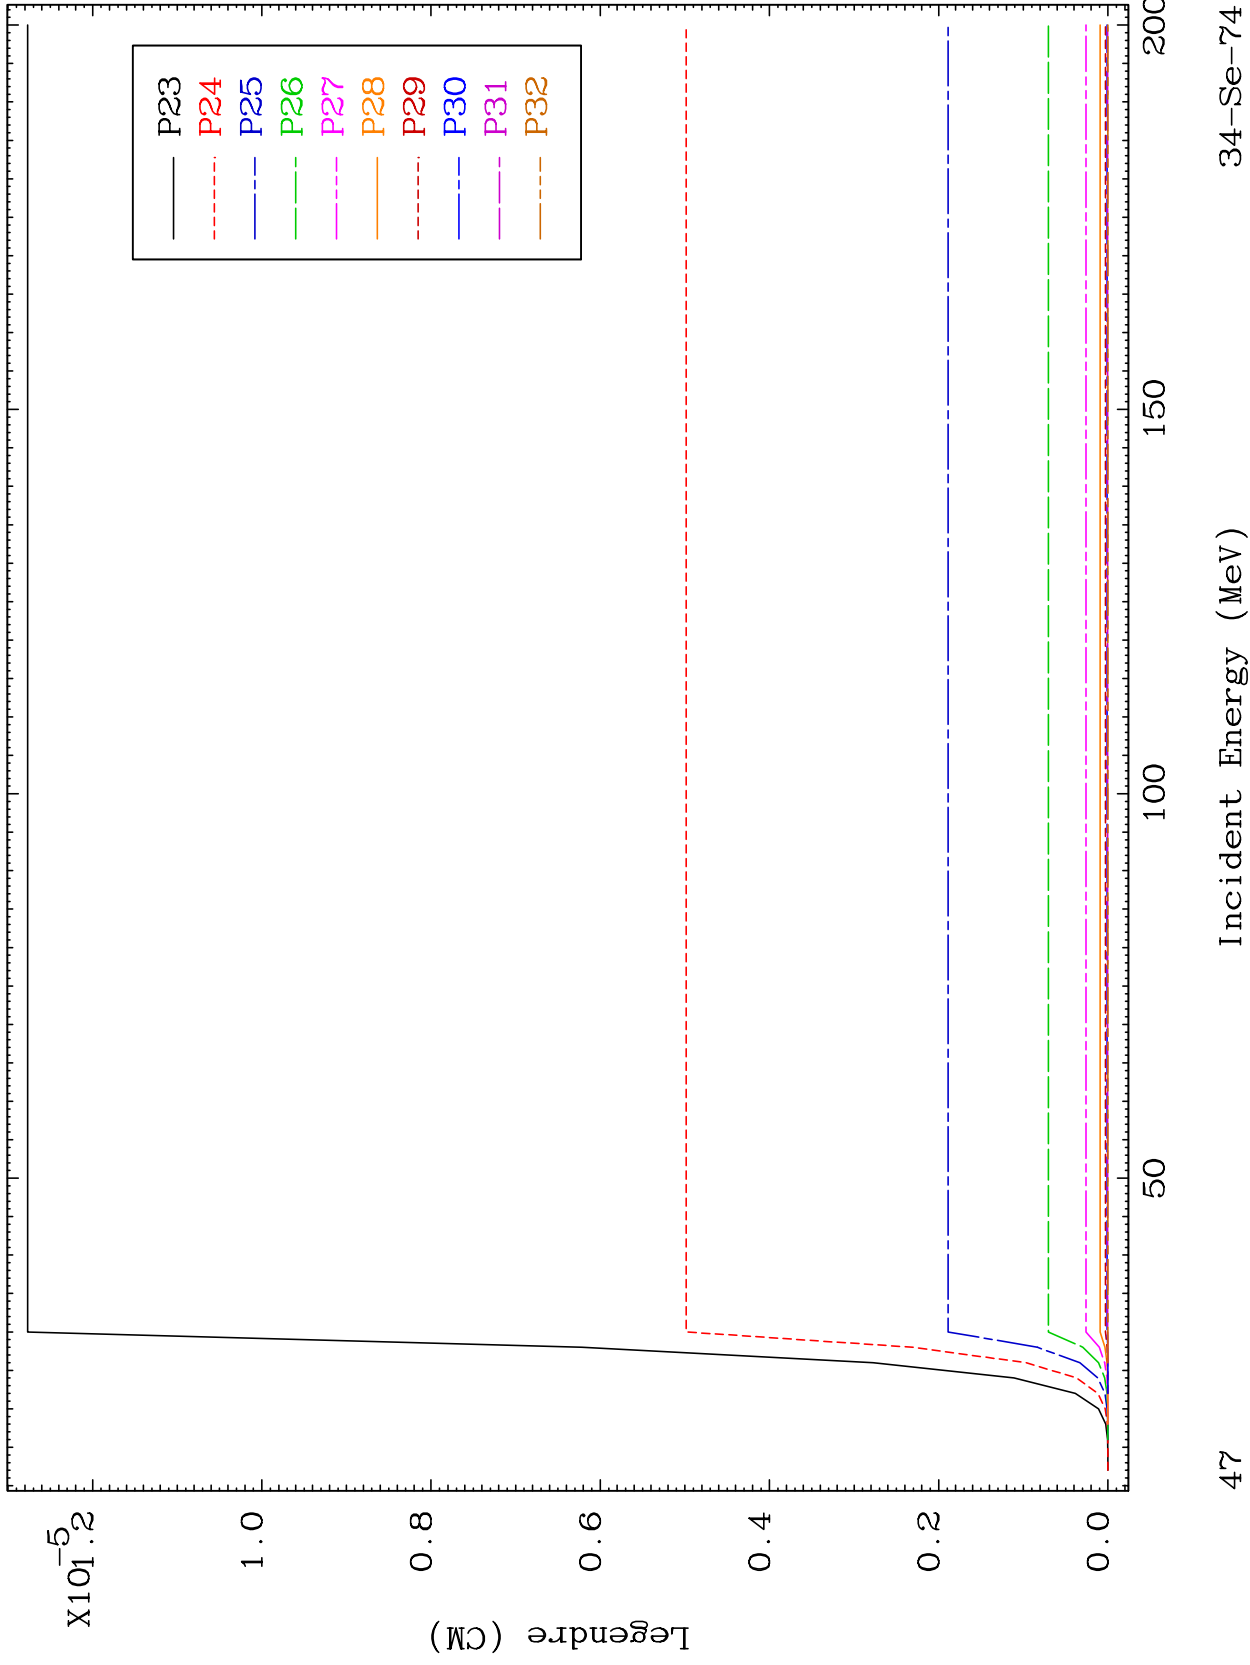 X10-5
1.2
1.0
0.8
0.6
0.4
0.2
0.0
Legendre (CM)
P23
P24
P25
P26
P27
P28
P29
P30
P31
P32
50
100
150
200
Incident Energy (MeV)
47
34-Se-74